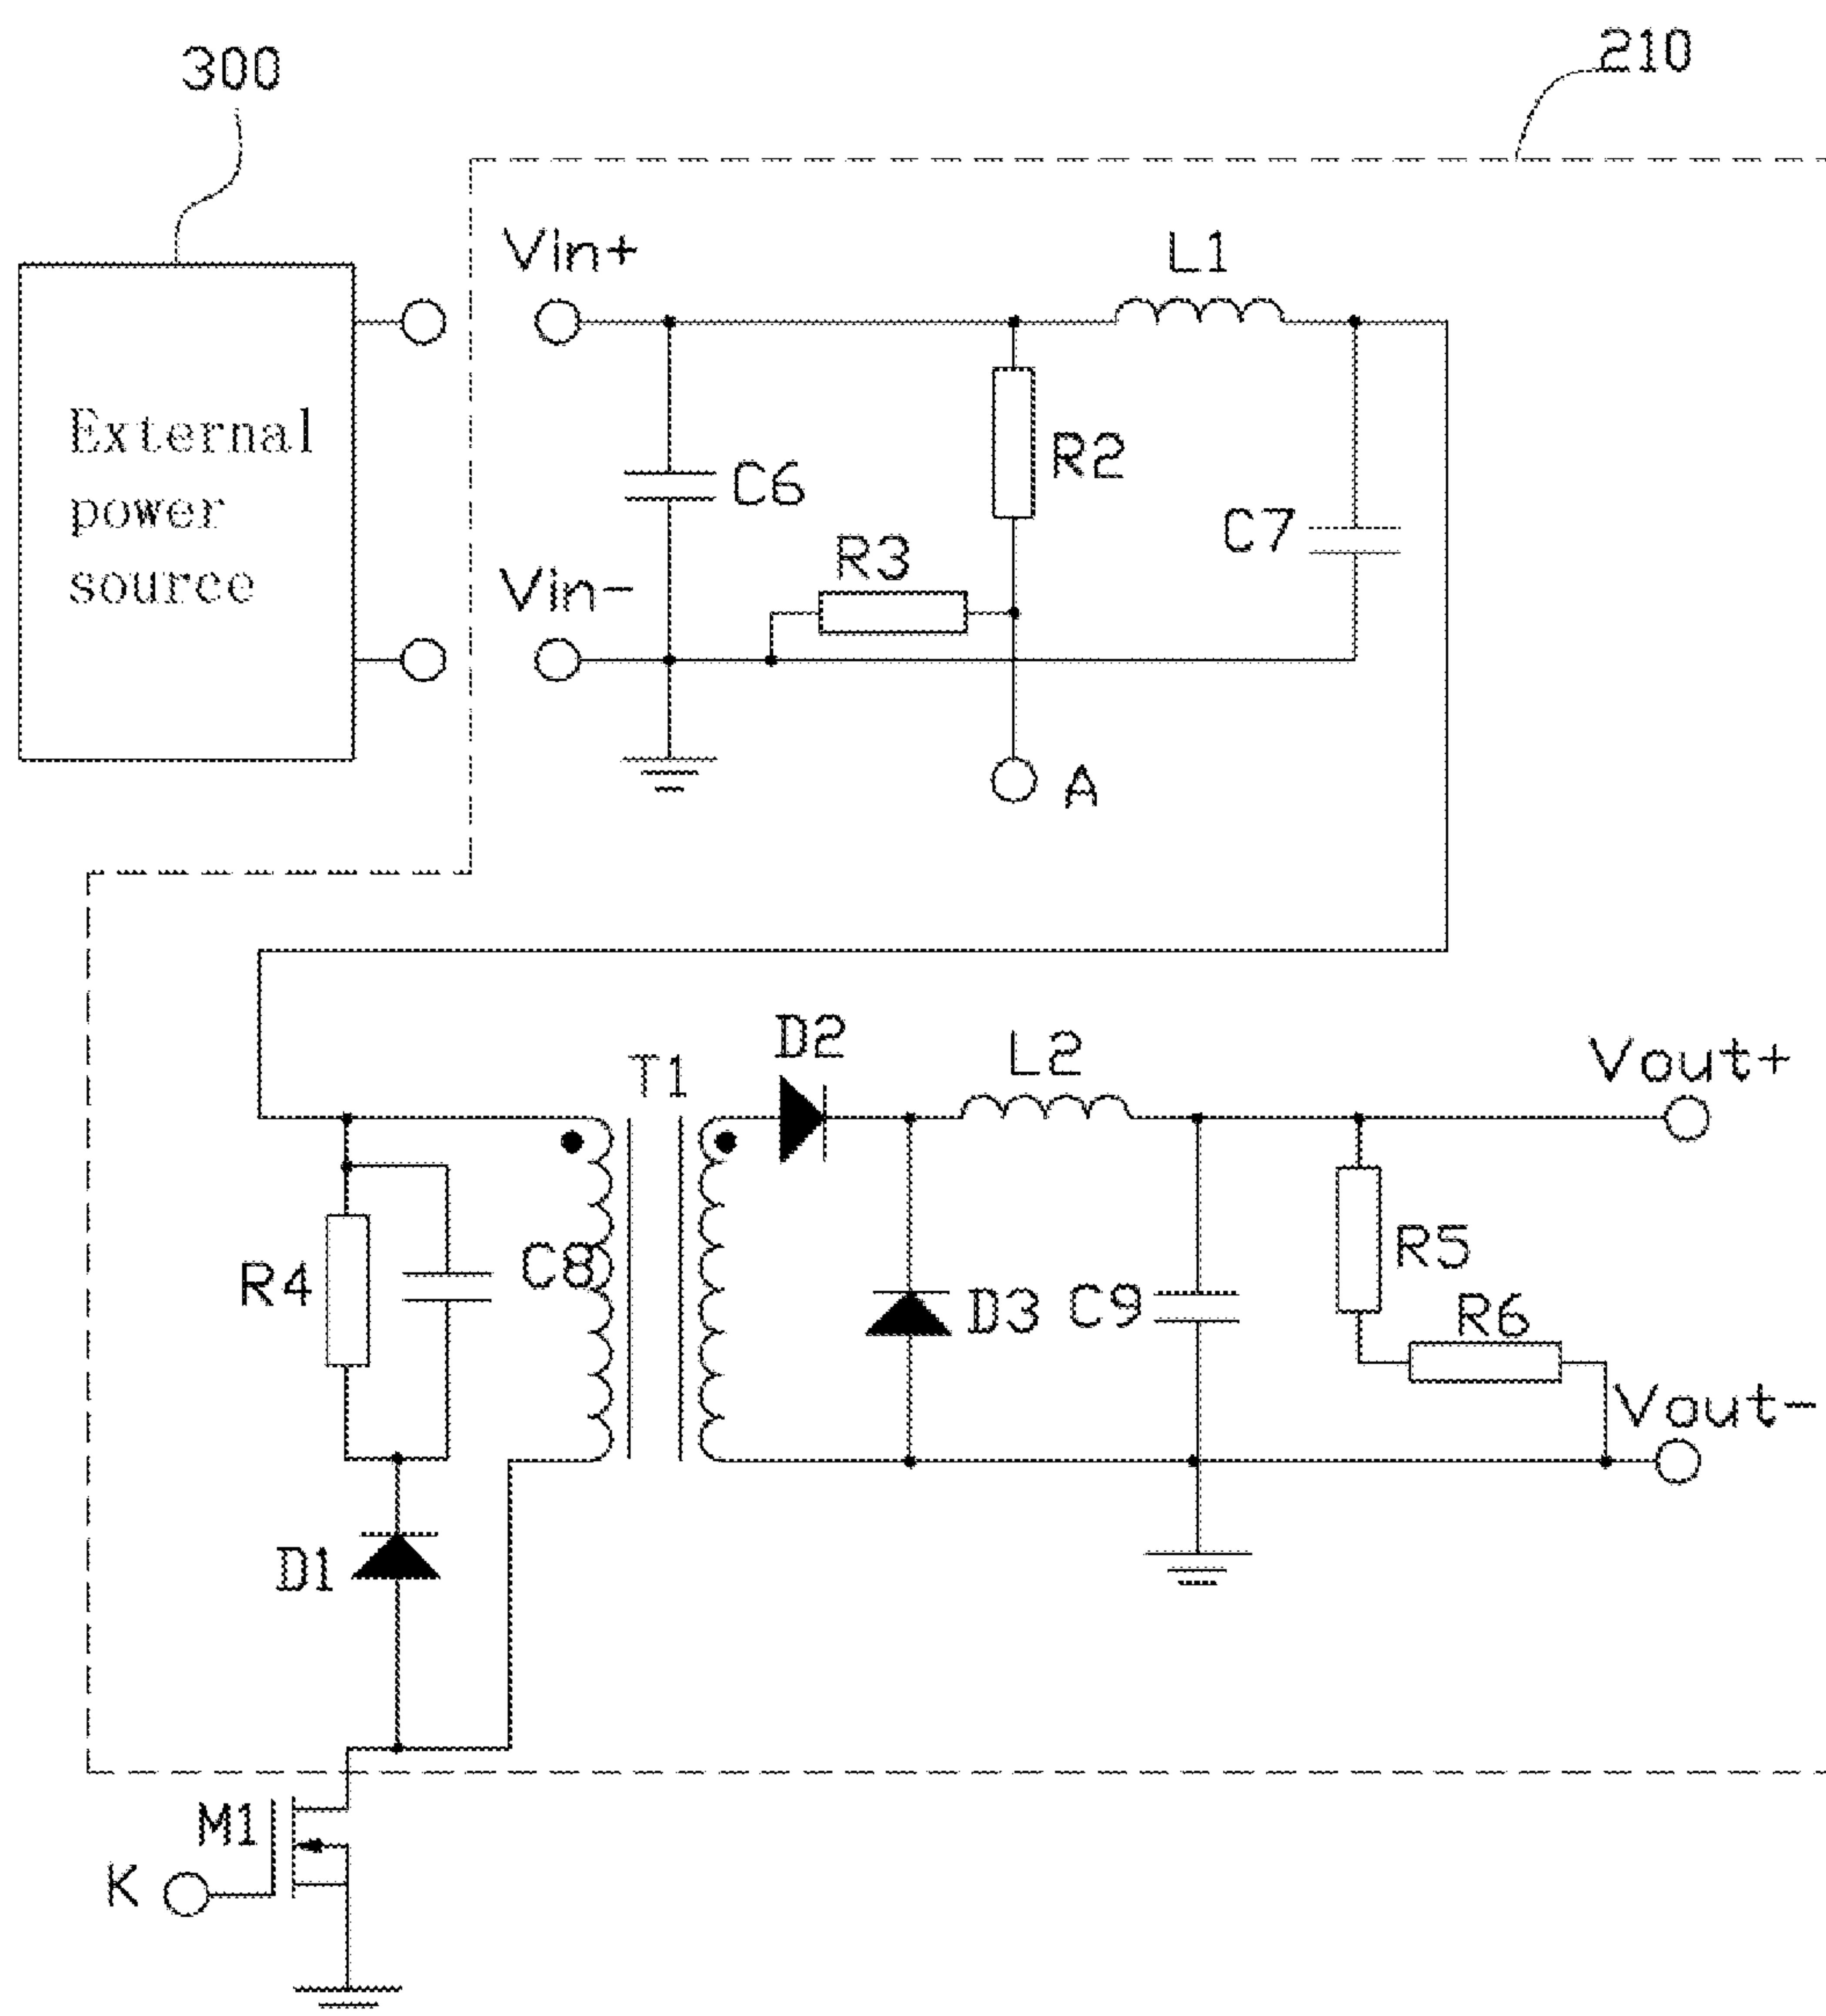 300
210
Vin+
L1
External
power
source
R2
C6
C7
R3
Vin-
A
D2
L2
Vout+
T1
R5
C8
R4
D3
C9
R6
Vout-
D1
M1
K